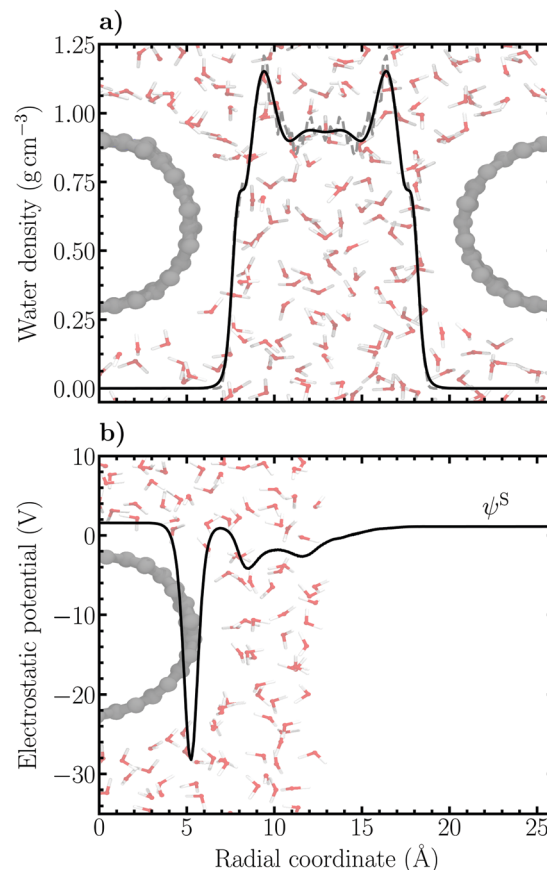 a)
1.25
1.00
0.75
0.50
0.25
0.00
Water density (g cm⁻³)
b)
10
0
−10
−20
−30
Electrostatic potential (V)
ψS
0 5 10 15 20 25
Radial coordinate (Å)